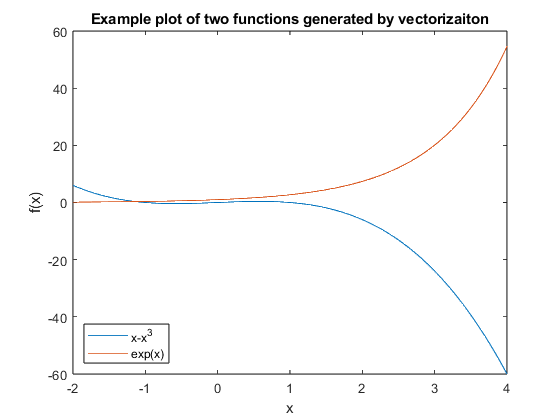 Example plot of two functions generated by vectorizaiton
60
40
20
0
-20
-40
-60
f(x)
x-x^3
exp(x)
-2 -1 0 1 2 3 4
x